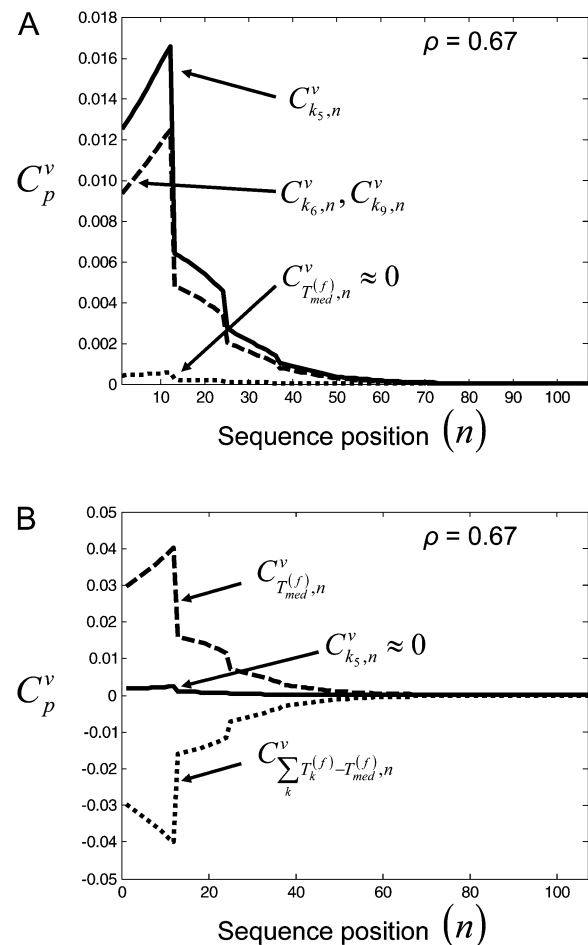 A
ρ = 0.67
0.018
0.016
0.014
0.012
0.010
0.008
0.006
0.004
0.002
0
C^v_p
C^v_{k_5,n}
C^v_{k_6,n}, C^v_{k_9,n}
C^v_{T^{(f)}_{med},n} ≈ 0
10 20 30 40 50 60 70 80 90 100
Sequence position (n)
B
ρ = 0.67
0.05
0.04
0.03
0.02
0.01
0
-0.01
-0.02
-0.03
-0.04
-0.05
C^v_p
C^v_{T^{(f)}_{med},n}
C^v_{k_5,n} ≈ 0
C^v_{\sum_k T^{(f)}_k - T^{(f)}_{med},n}
0 20 40 60 80 100
Sequence position (n)